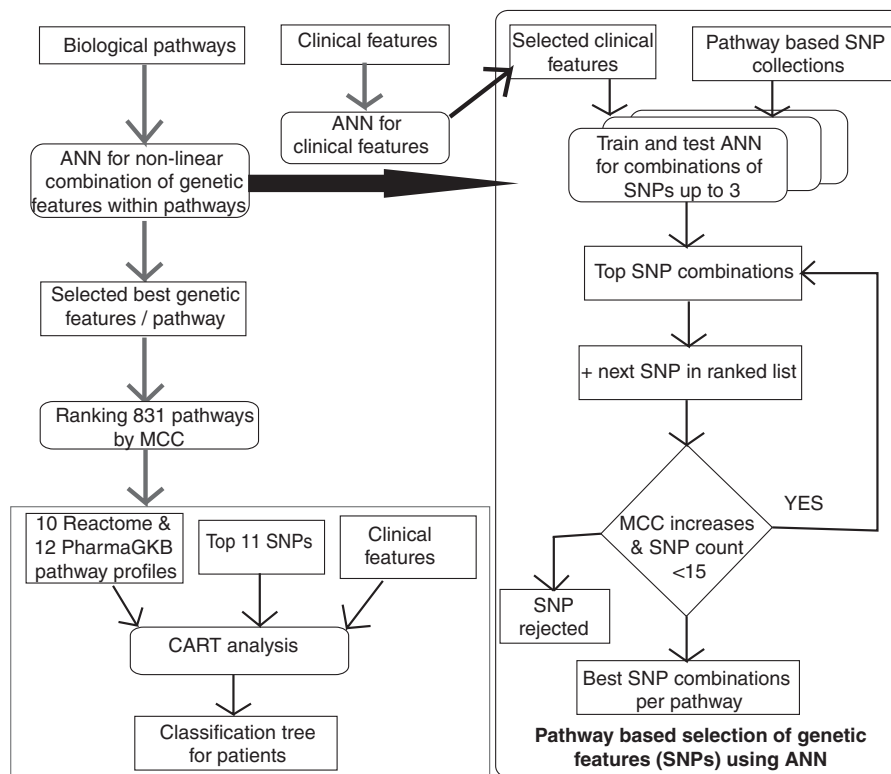 Biological pathways
Clinical features
Selected clinical
features
Pathway based SNP
collections
ANN for
clinical features
ANN for non-linear
combination of genetic
features within pathways
Train and test ANN
for combinations of
SNPs up to 3
Top SNP combinations
Selected best genetic
features / pathway
+ next SNP in ranked list
Ranking 831 pathways
by MCC
YES
MCC increases
& SNP count
<15
10 Reactome &
12 PharmaGKB
pathway profiles
Top 11 SNPs
Clinical
features
SNP
rejected
CART analysis
Best SNP combinations
per pathway
Classification tree
for patients
Pathway based selection of genetic
features (SNPs) using ANN